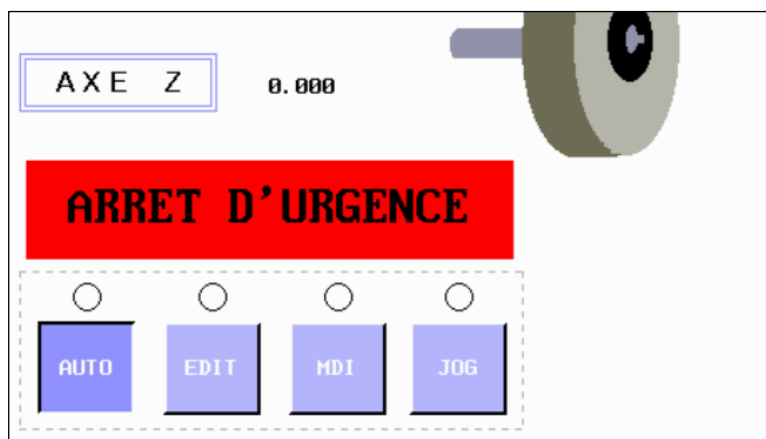 AXE Z
0.000
ARRET D'URGENCE
AUTO
EDIT
MDI
JOG